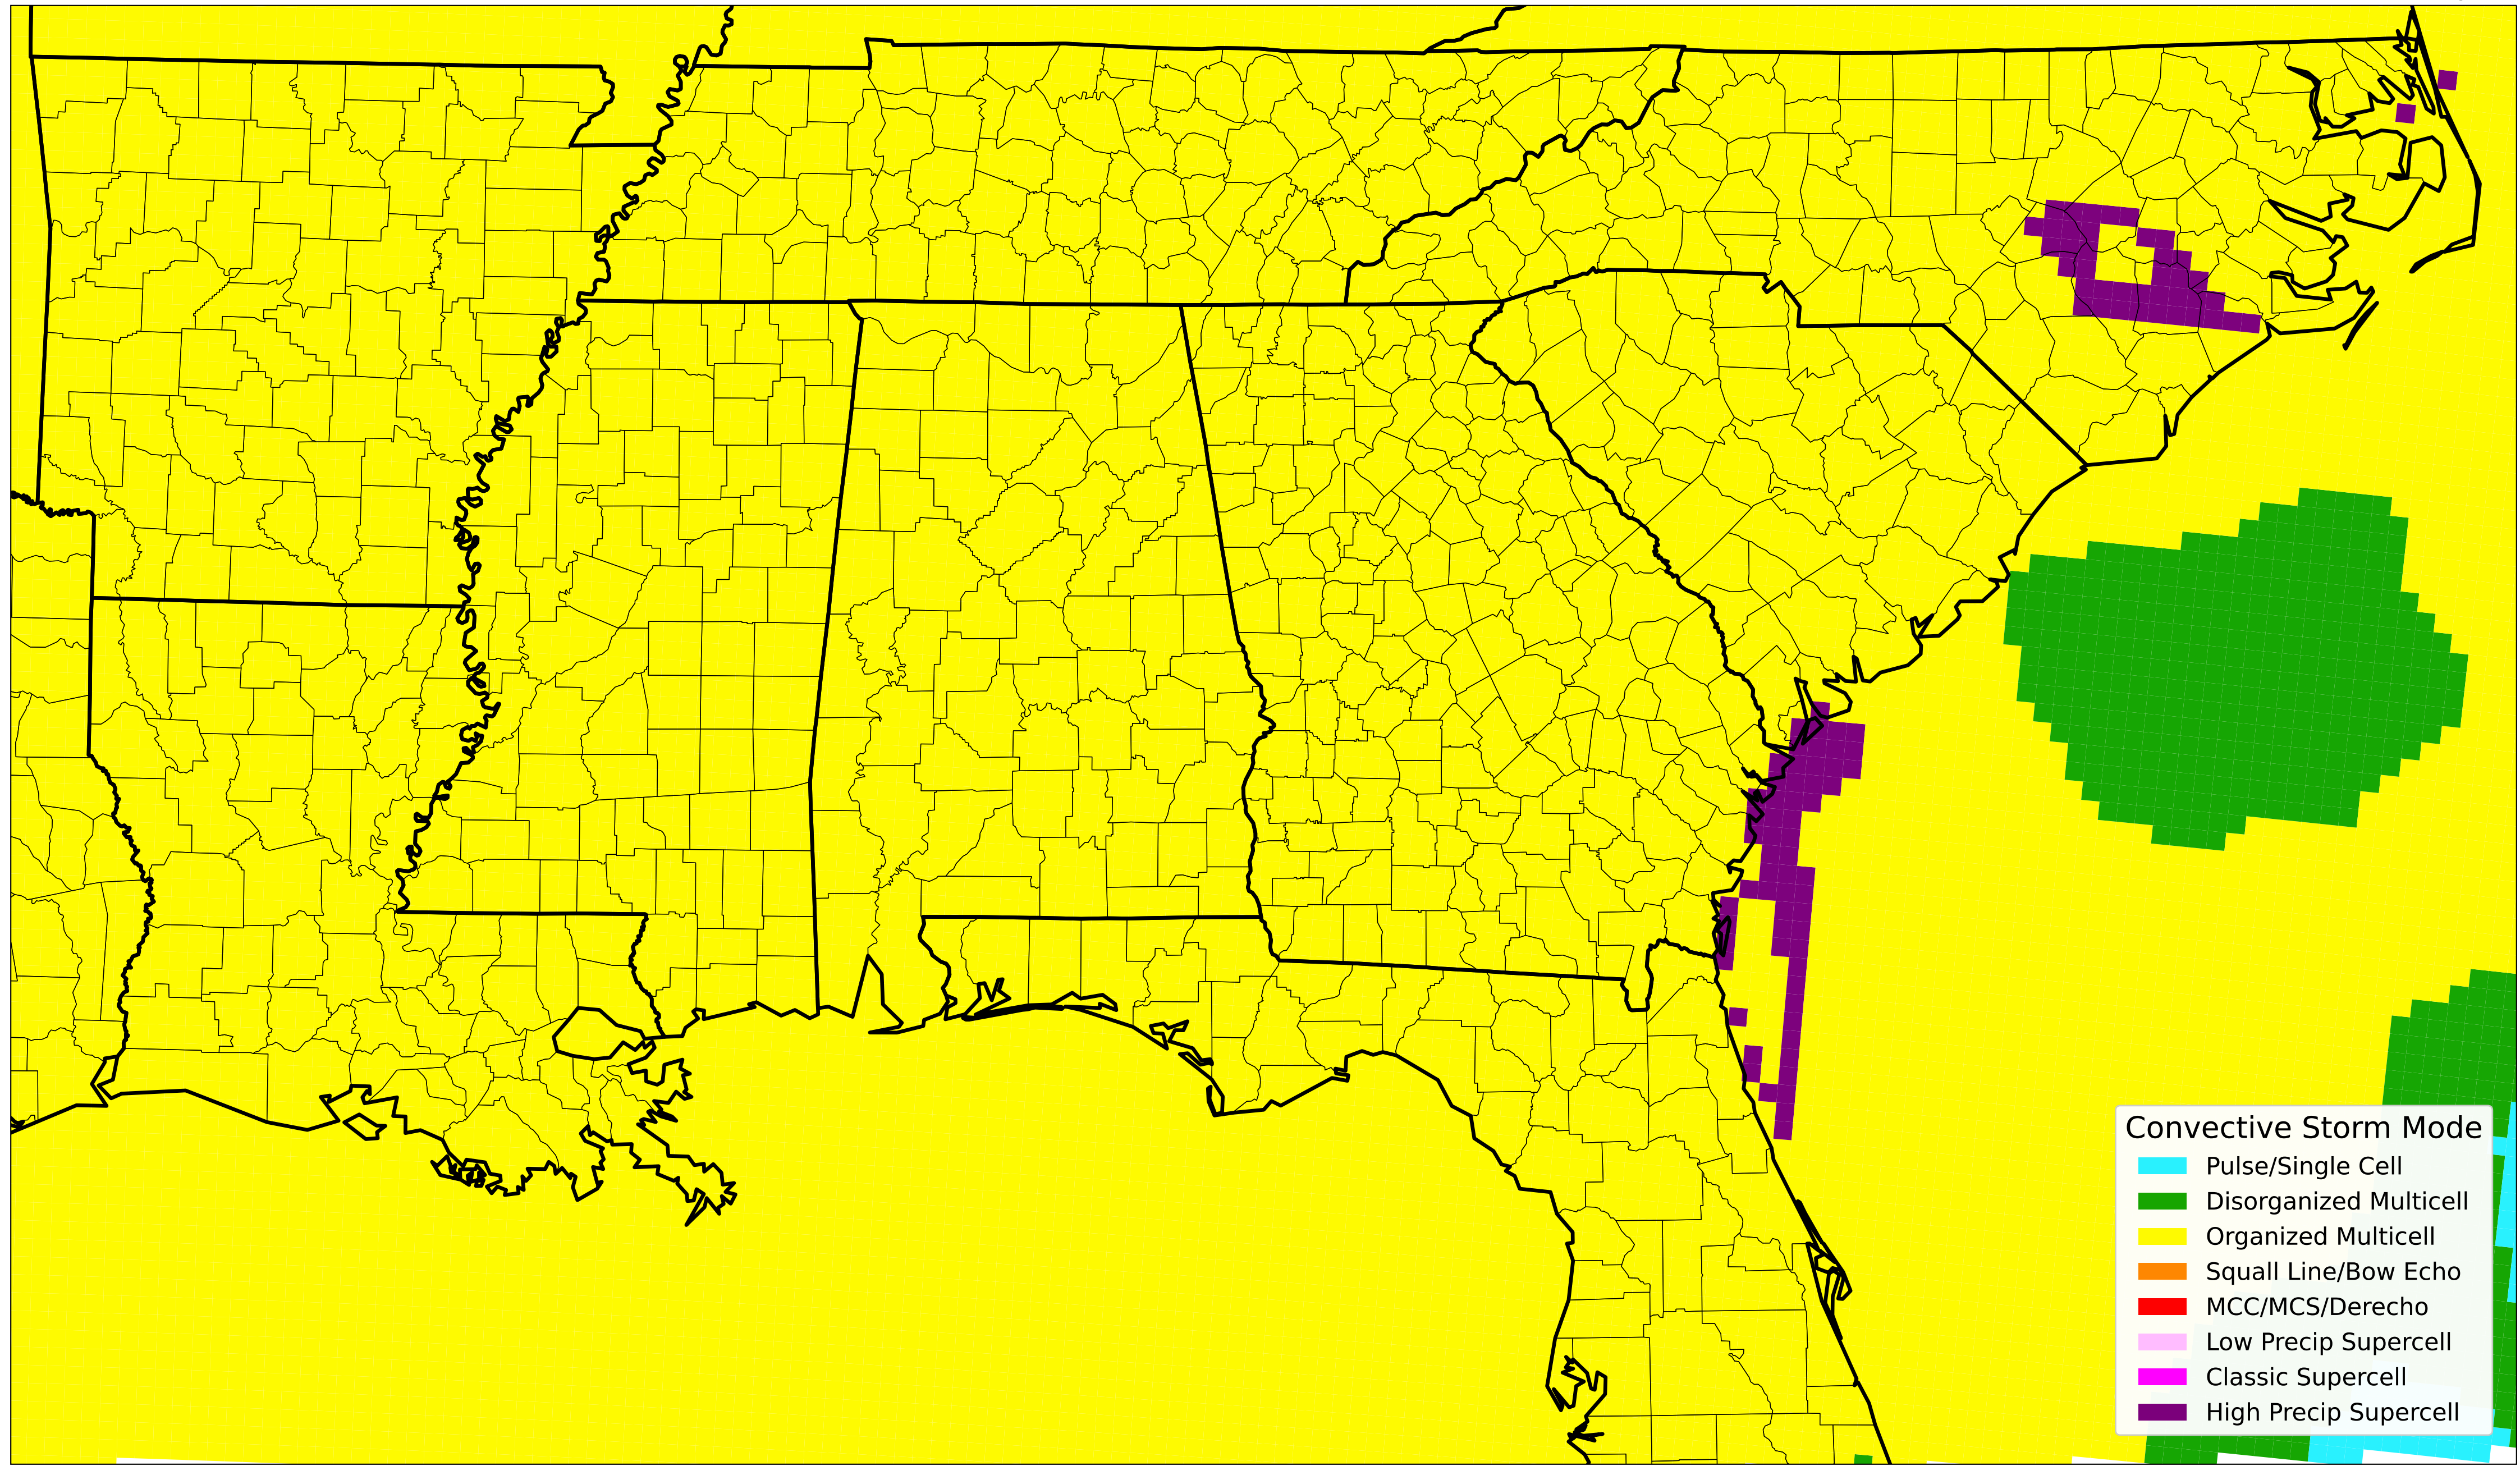 Convective Storm Mode
Pulse/Single Cell
Disorganized Multicell
Organized Multicell
Squall Line/Bow Echo
MCC/MCS/Derecho
Low Precip Supercell
Classic Supercell
High Precip Supercell